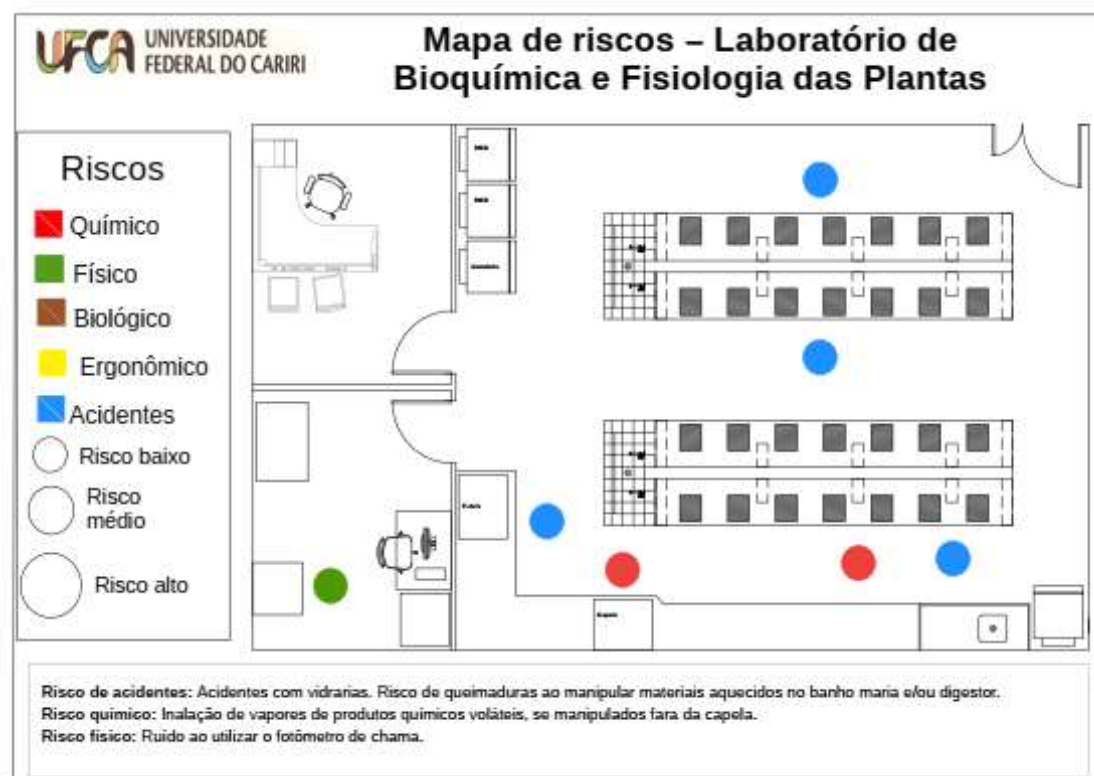 UFCA UNIVERSIDADE
FEDERAL DO CARIRI
Mapa de riscos – Laboratório de
Bioquímica e Fisiologia das Plantas
Riscos
Químico
Físico
Biológico
Ergonômico
Acidentes
Risco baixo
Risco
médio
Risco alto
Risco de acidentes: Acidentes com vidrarias. Risco de queimaduras ao manipular materiais aquecidos no banho maria e/ou digestor.
Risco químico: Inalação de vapores de produtos químicos voláteis, se manipulados fara da capela.
Risco físico: Ruído ao utilizar o fotômetro de chama.